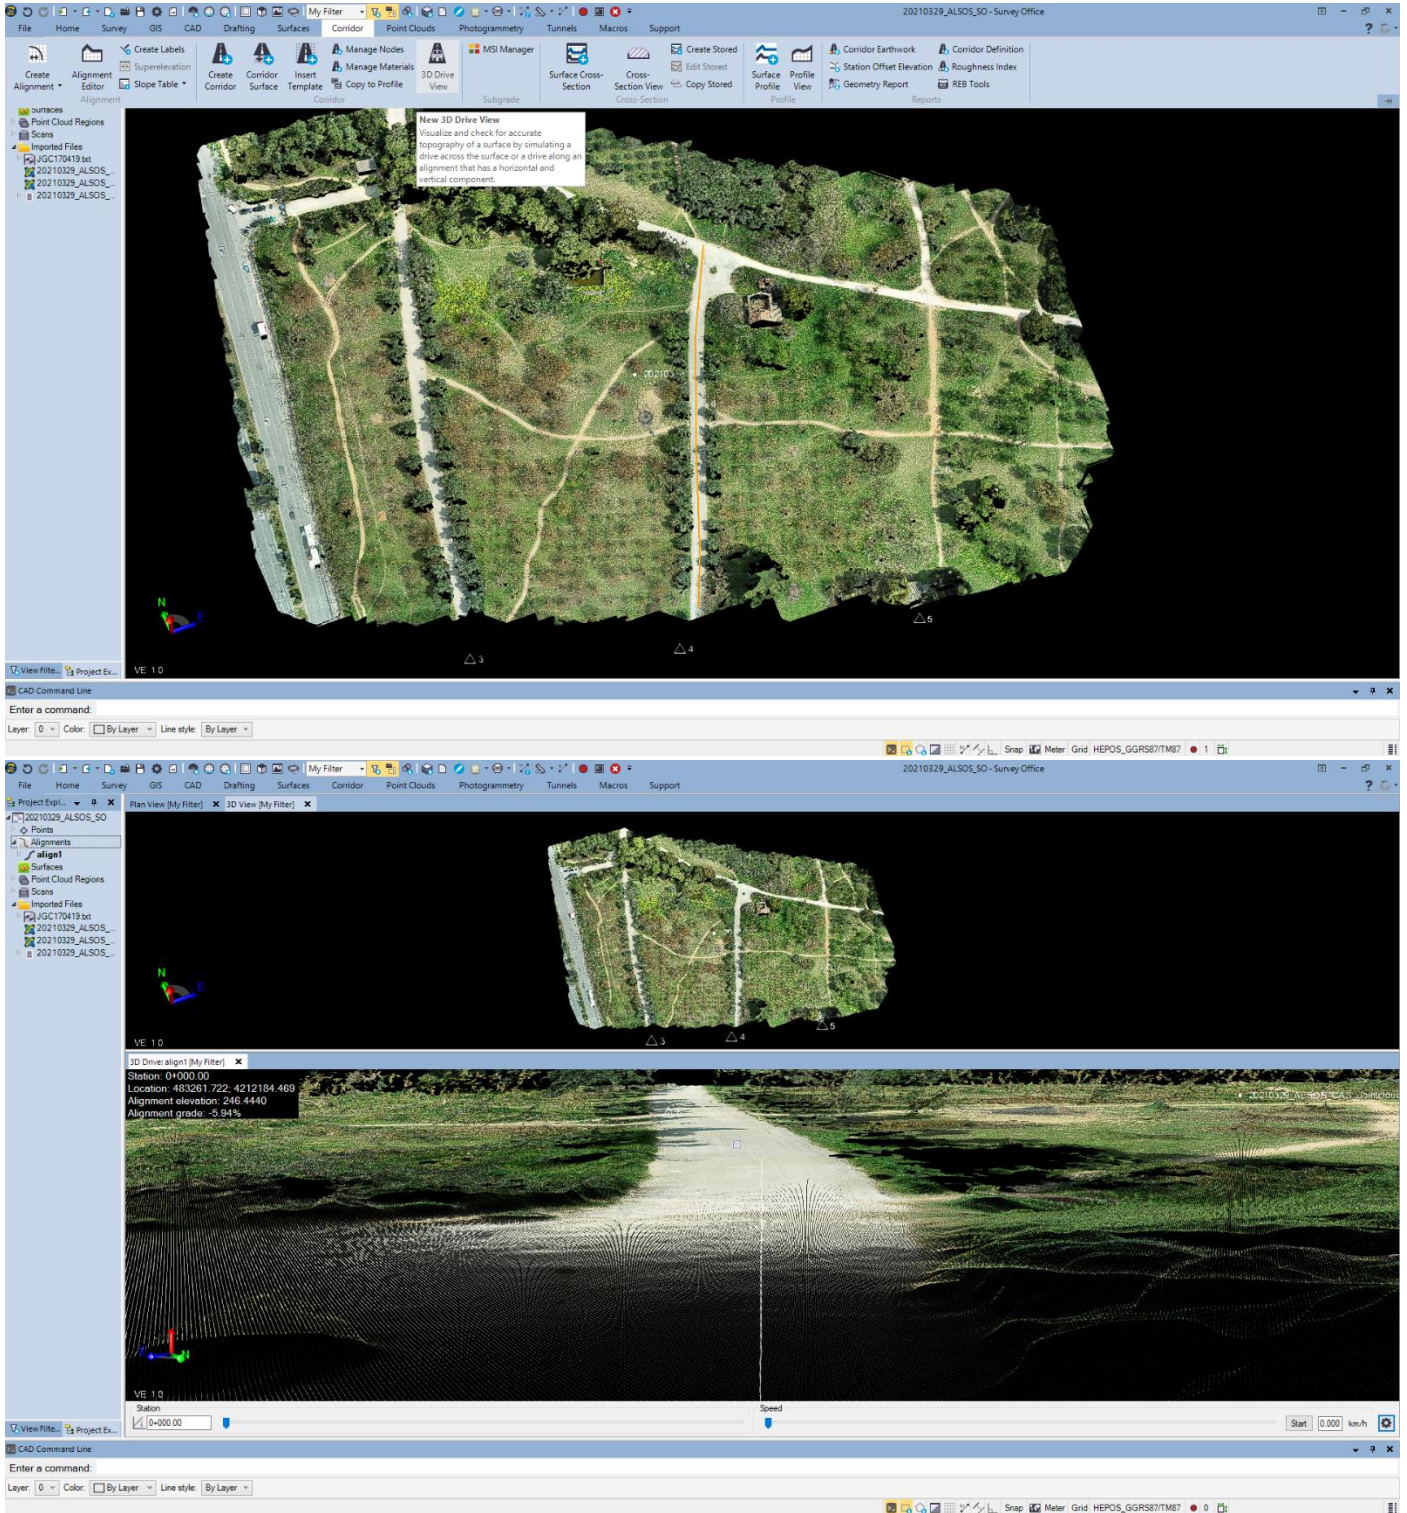 My Filter
20210329_ALSOS_SO - Survey Office
File Home Survey GIS CAD Drafting Surfaces Corridor Point Clouds Photogrammetry Tunnels Macros Support
Create Alignment
Alignment Editor
Create Labels
Superelevation
Slope Table
Alignment
Create Corridor
Corridor Surface
Insert Template
Manage Nodes
Manage Materials
Copy to Profile
3D Drive View
Corridor
MSI Manager
Subgrade
Surface Cross-Section
Cross-Section View
Create Stored
Edit Stored
Copy Stored
Cross-Section
Surface Profile
Profile View
Profile
Corridor Earthwork
Station Offset Elevation
Geometry Report
Corridor Definition
Roughness Index
REB Tools
Reports
Surfaces
Point Cloud Regions
Scans
Imported Files
JGC170419.txt
20210329_ALSOS_...
20210329_ALSOS_...
20210329_ALSOS_...
New 3D Drive View
Visualize and check for accurate
topography of a surface by simulating a
drive across the surface or a drive along an
alignment that has a horizontal and
vertical component.
202103
N
E
3
4
5
VE 1.0
View Filte... Project Ex...
CAD Command Line
Enter a command:
Layer: 0 Color: By Layer Line style: By Layer
Snap Meter Grid HEPOS_GGRS87/TM87 1
My Filter
20210329_ALSOS_SO - Survey Office
File Home Survey GIS CAD Drafting Surfaces Corridor Point Clouds Photogrammetry Tunnels Macros Support
Project Expl...
Plan View [My Filter] 3D View [My Filter]
20210329_ALSOS_SO
Points
Alignments
align1
Surfaces
Point Cloud Regions
Scans
Imported Files
JGC170419.txt
20210329_ALSOS_...
20210329_ALSOS_...
20210329_ALSOS_...
N
E
3
4
5
VE 1.0
3D Drive: align1 [My Filter]
Station: 0+000.00
Location: 483261.722; 4212184.469
Alignment elevation: 246.4440
Alignment grade: -5.94%
N
VE 1.0
Station
0+000.00
Speed
Start 0.000 km/h
View Filte... Project Ex...
CAD Command Line
Enter a command:
Layer: 0 Color: By Layer Line style: By Layer
Snap Meter Grid HEPOS_GGRS87/TM87 0